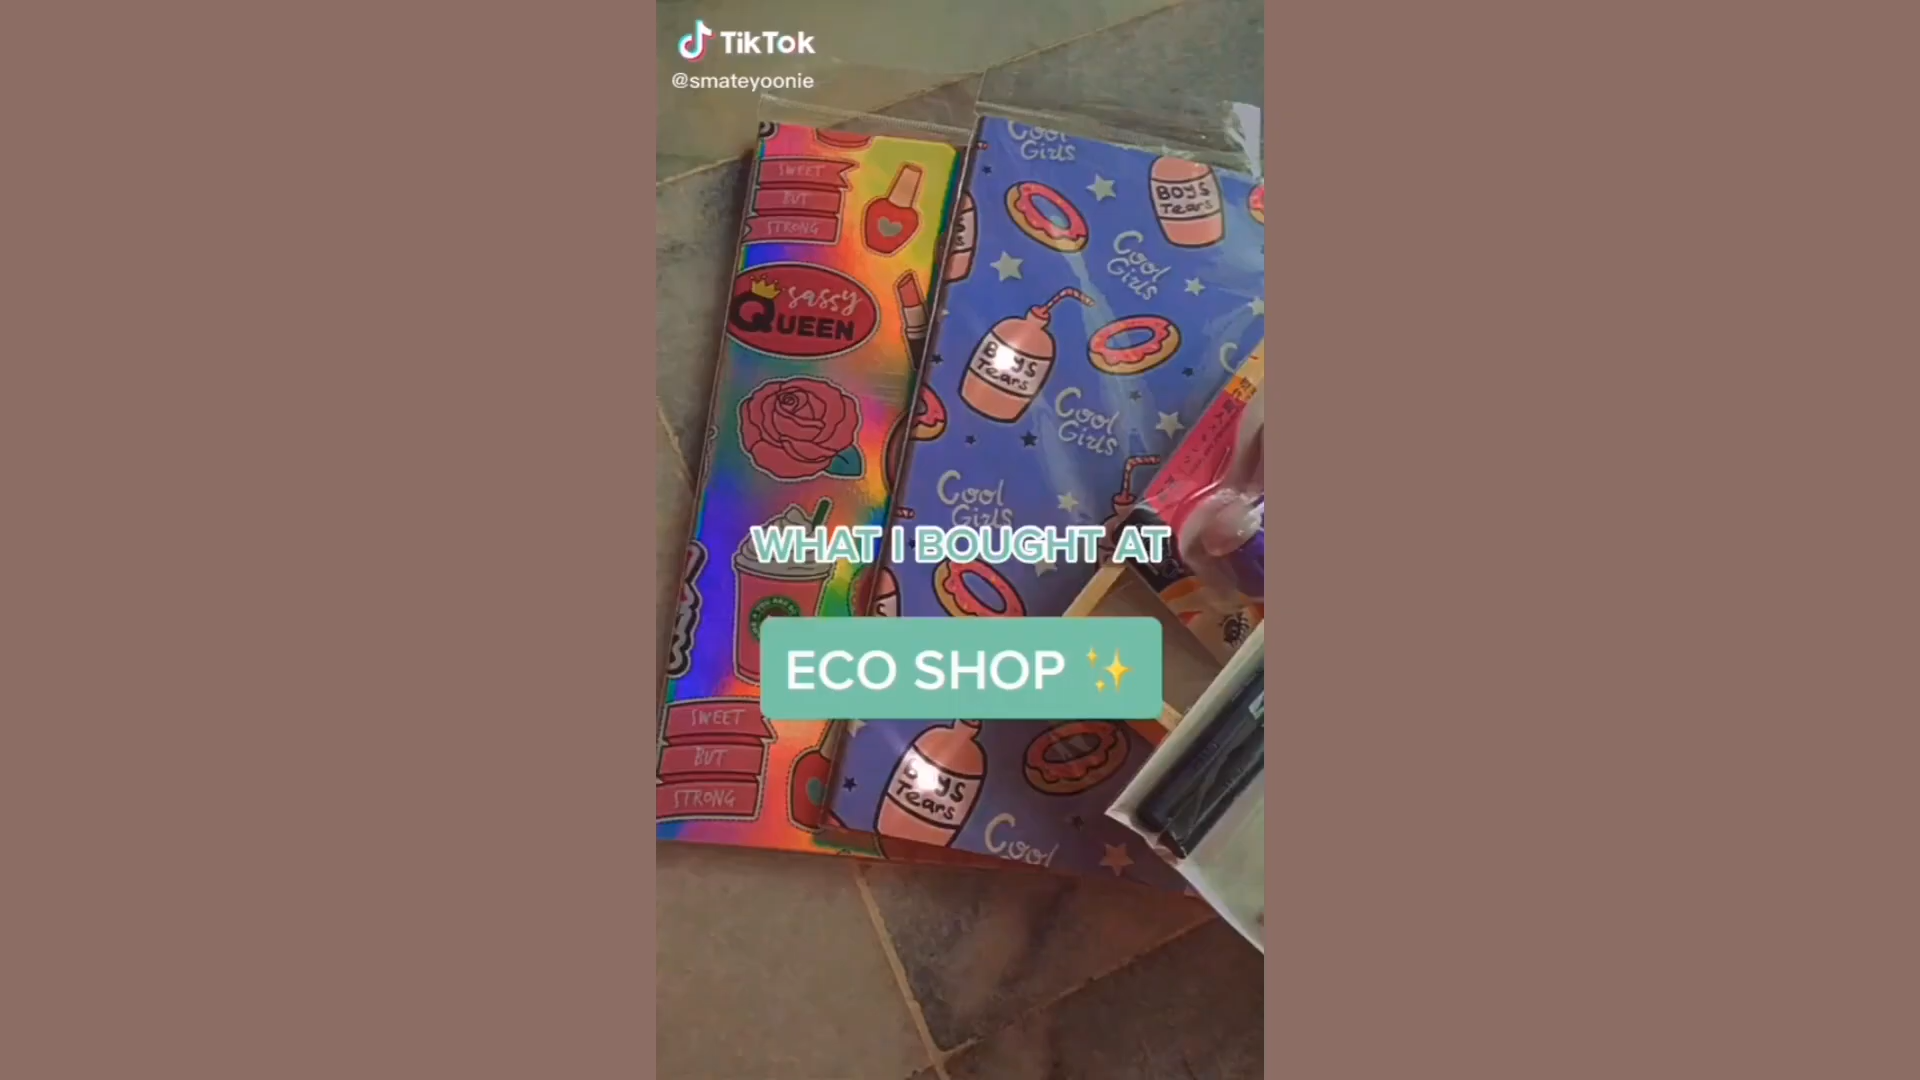 TikTok
@smateyoonie
Cool
Girls
SWEET
BUT
STRONG
BOYS
Tears
Cool
Girls
sassy
QUEEN
BOYS
Tears
Cool
Girls
Cool
Girls
WHAT I BOUGHT AT
ECO SHOP ✨
SWEET
BUT
STRONG
BOYS
Tears
Cool